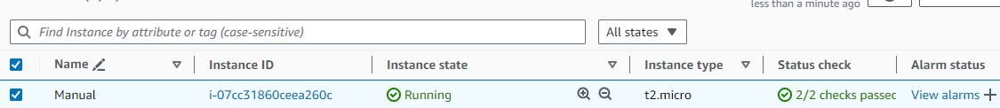 less than a minute ago
Find Instance by attribute or tag (case-sensitive)
All states
Name
Instance ID
Instance state
Instance type
Status check
Alarm status
Manual
i-07cc31860ceea260c
Running
t2.micro
2/2 checks passec
View alarms